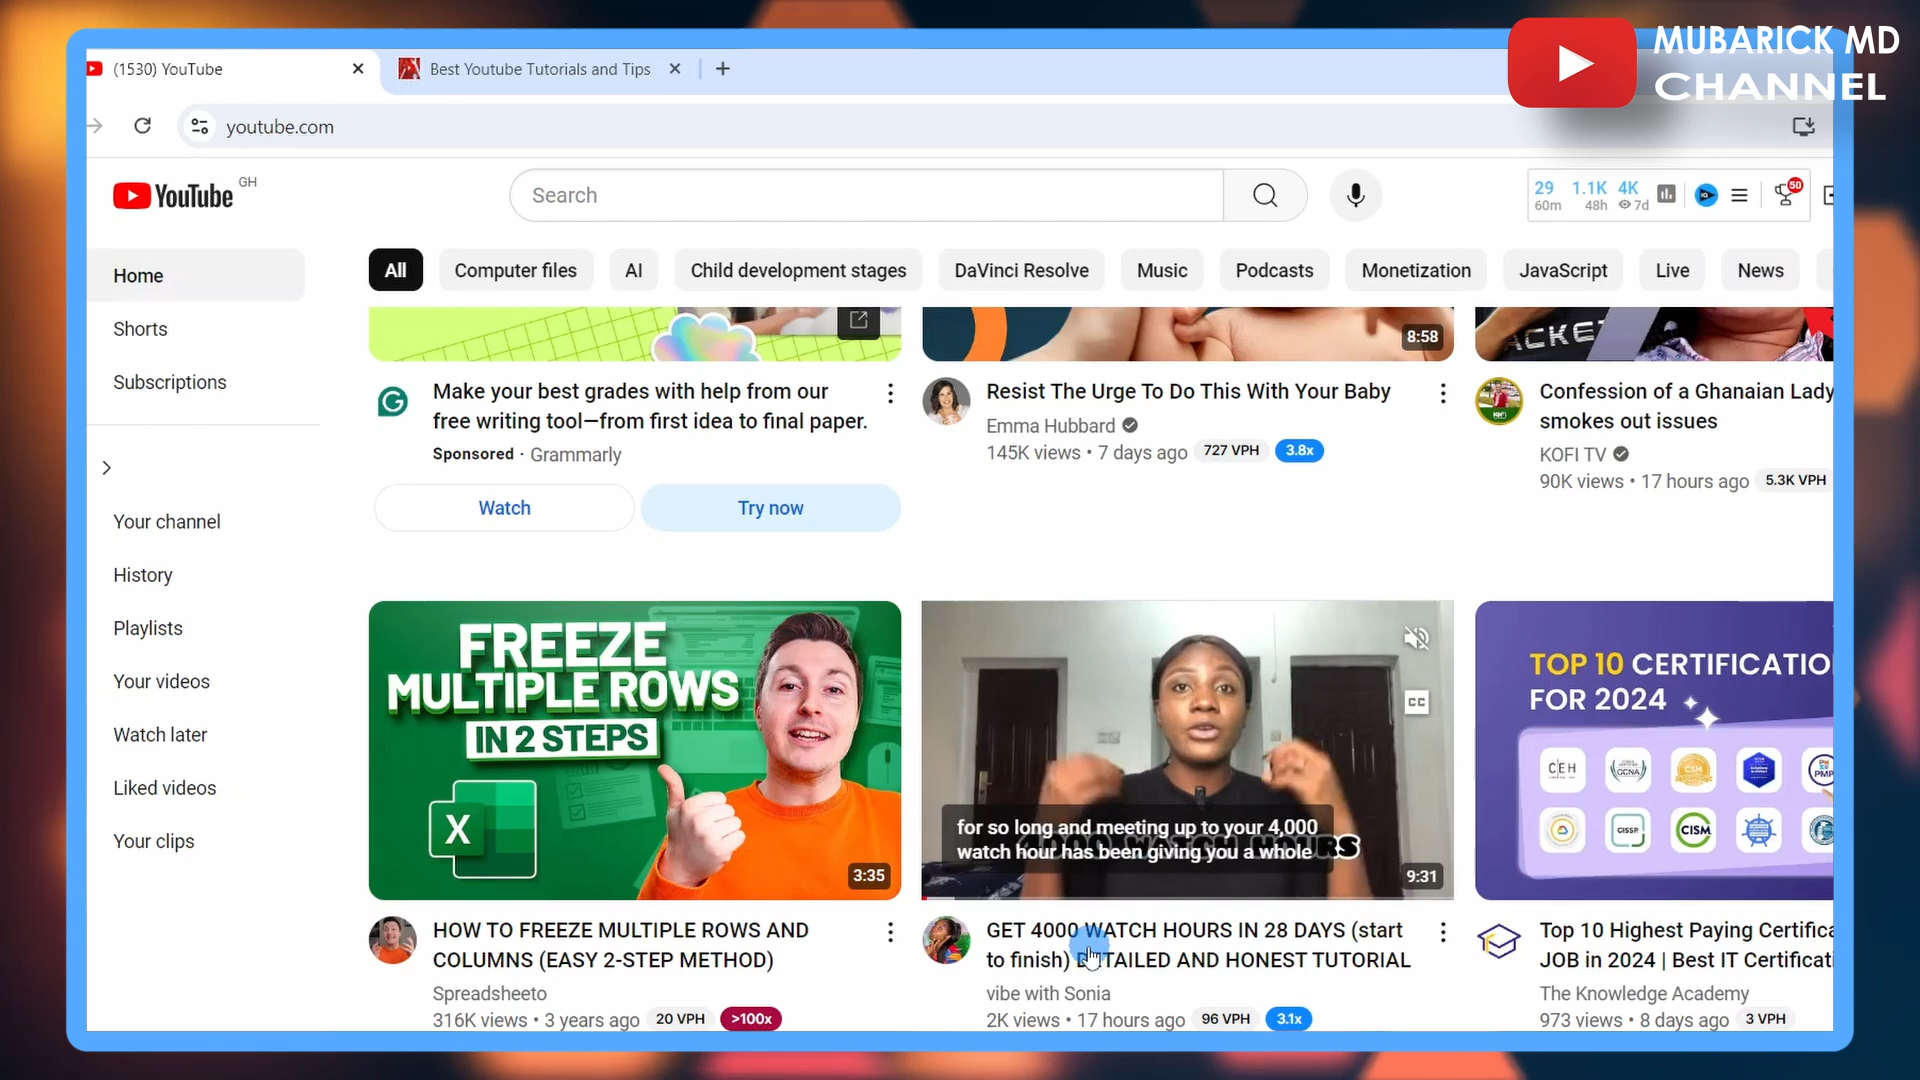 MUBARICK MD
CHANNEL
(1530) YouTube
Best Youtube Tutorials and Tips
youtube.com
YouTube GH
Search
29 1.1K 4K
60m 48h 7d
50
Home
Shorts
Subscriptions
Your channel
History
Playlists
Your videos
Watch later
Liked videos
Your clips
All
Computer files
AI
Child development stages
DaVinci Resolve
Music
Podcasts
Monetization
JavaScript
Live
News
Make your best grades with help from our
free writing tool—from first idea to final paper.
Sponsored · Grammarly
Watch
Try now
8:58
Resist The Urge To Do This With Your Baby
Emma Hubbard
145K views • 7 days ago 727 VPH 3.8x
ACKET
Confession of a Ghanaian Lady
smokes out issues
KOFI TV
90K views • 17 hours ago 5.3K VPH
FREEZE
MULTIPLE ROWS
IN 2 STEPS
X
3:35
HOW TO FREEZE MULTIPLE ROWS AND
COLUMNS (EASY 2-STEP METHOD)
Spreadsheeto
316K views • 3 years ago 20 VPH >100x
CC
for so long and meeting up to your 4,000
watch hour has been giving you a whole
9:31
GET 4000 WATCH HOURS IN 28 DAYS (start
to finish) DETAILED AND HONEST TUTORIAL
vibe with Sonia
2K views • 17 hours ago 96 VPH 3.1x
TOP 10 CERTIFICATIO
FOR 2024
CEH
CCNA
CSM
PMP
CISSP
CISM
Top 10 Highest Paying Certifica
JOB in 2024 | Best IT Certificati
The Knowledge Academy
973 views • 8 days ago 3 VPH